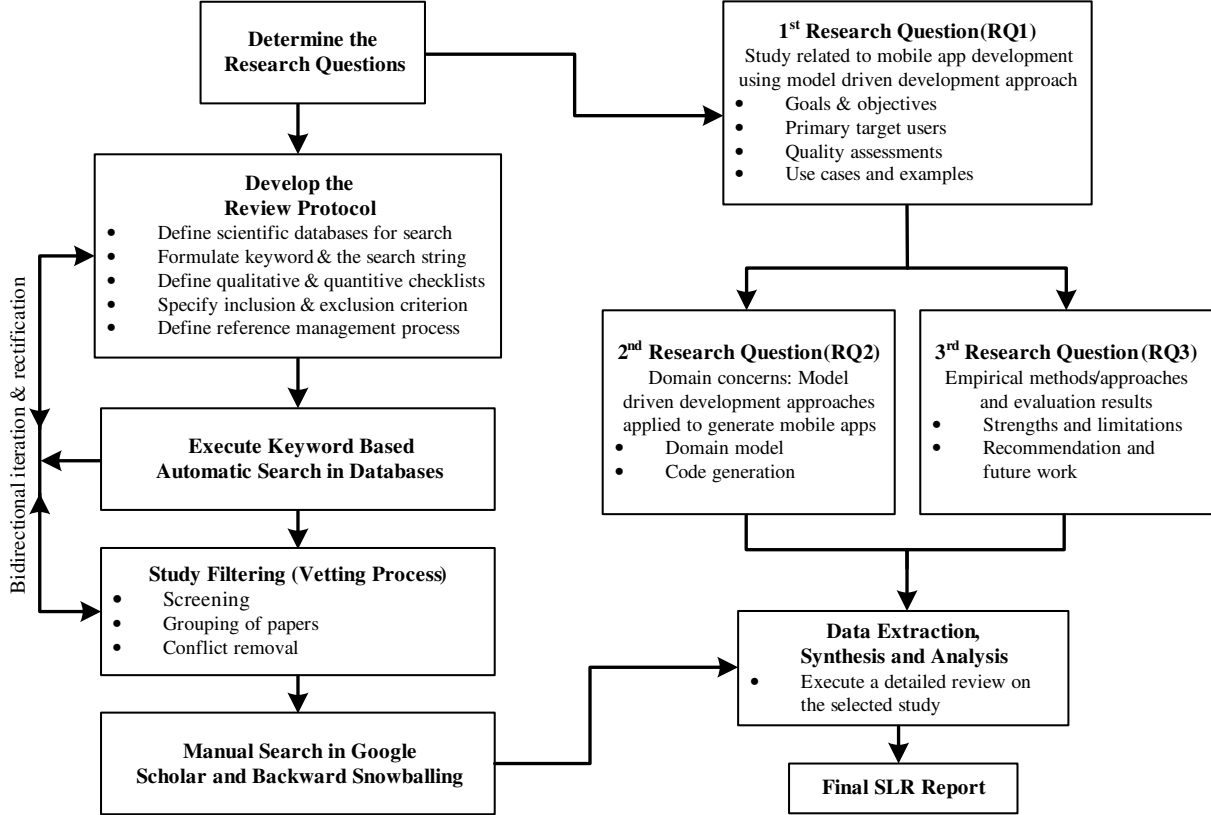 Determine the
Research Questions
Develop the
Review Protocol
• Define scientific databases for search
• Formulate keyword & the search string
• Define qualitative & quantitive checklists
• Specify inclusion & exclusion criterion
• Define reference management process
Bidirectional iteration & rectification
Execute Keyword Based
Automatic Search in Databases
Study Filtering (Vetting Process)
• Screening
• Grouping of papers
• Conflict removal
Manual Search in Google
Scholar and Backward Snowballing
1st Research Question(RQ1)
Study related to mobile app development
using model driven development approach
• Goals & objectives
• Primary target users
• Quality assessments
• Use cases and examples
2nd Research Question(RQ2)
Domain concerns: Model
driven development approaches
applied to generate mobile apps
• Domain model
• Code generation
3rd Research Question(RQ3)
Empirical methods/approaches
and evaluation results
• Strengths and limitations
• Recommendation and
future work
Data Extraction,
Synthesis and Analysis
• Execute a detailed review on
the selected study
Final SLR Report